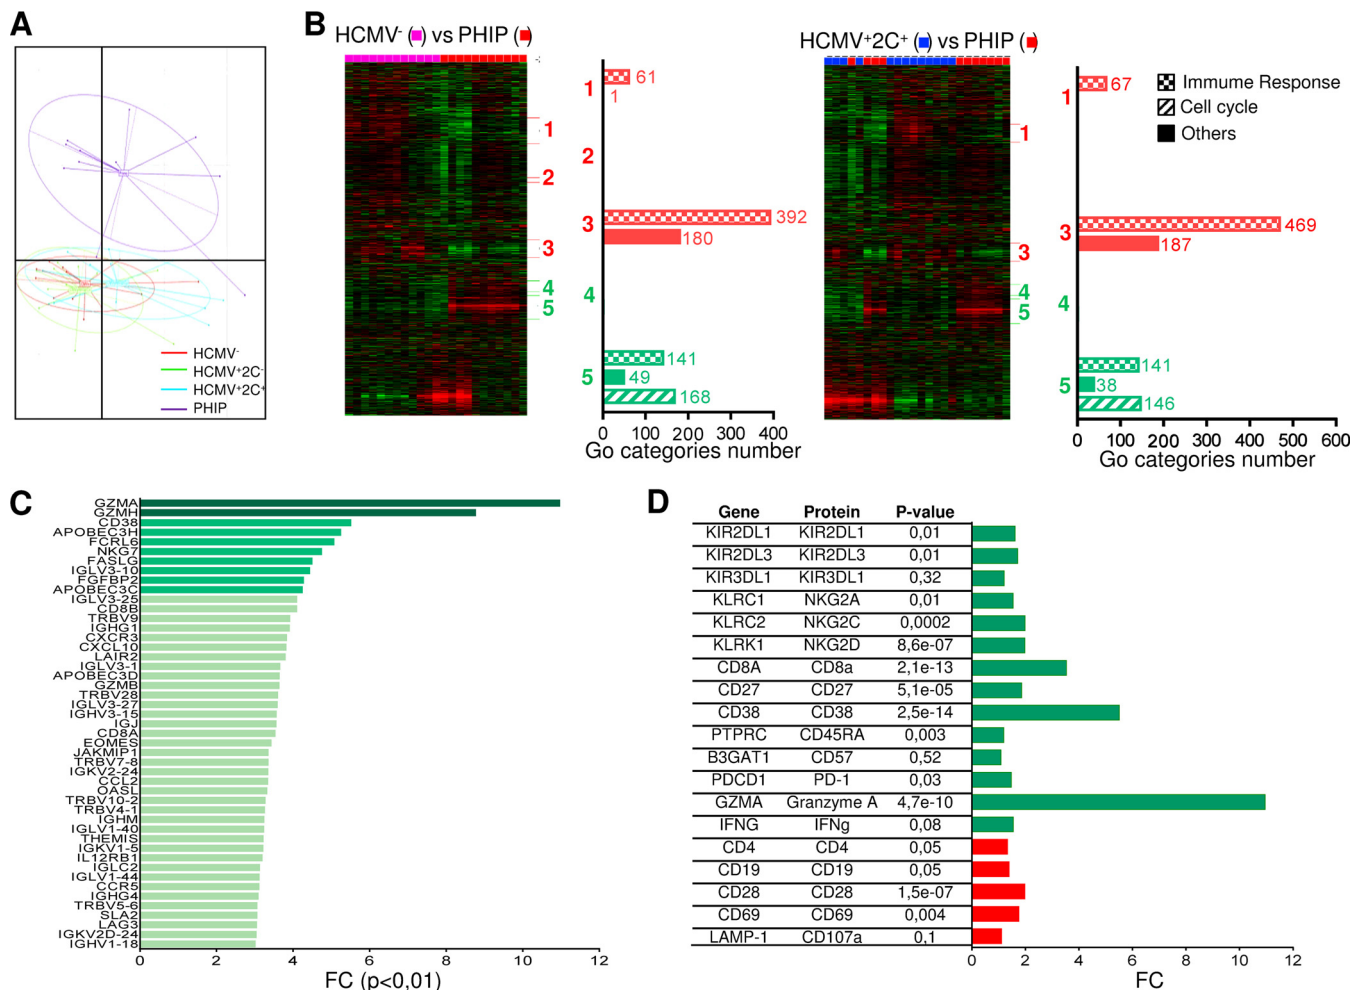 A
HCMV-
HCMV+2C-
HCMV+2C+
PHIP
B
HCMV- ( ) vs PHIP ( )
1
2
3
4
5
1
61
1
2
3
392
180
4
5
141
49
168
0 100 200 300 400
Go categories number
HCMV+2C+ ( ) vs PHIP ( )
1
3
4
5
1
67
3
469
187
4
5
141
38
146
0 100 200 300 400 500 600
Go categories number
Immune Response
Cell cycle
Others
C
GZMA
GZMH
CD38
APOBEC3H
FCRL6
NKG7
FASLG
IGLV3-10
FGFBP2
APOBEC3C
IGLV3-25
CD8B
TRBV9
IGHG1
CXCR3
CXCL10
LAIR2
IGLV3-1
APOBEC3D
GZMB
TRBV28
IGLV3-27
IGHV3-15
IGJ
CD8A
EOMES
JAKMIP1
TRBV7-8
IGKV2-24
CCL2
OASL
TRBV10-2
TRBV4-1
IGHM
IGLV1-40
THEMIS
IGKV1-5
IL12RB1
IGLC2
IGLV1-44
CCR5
IGHG4
TRBV5-6
SLA2
LAG3
IGKV2D-24
IGHV1-18
0 2 4 6 8 10 12
FC (p<0,01)
D
Gene Protein P-value
KIR2DL1 KIR2DL1 0,01
KIR2DL3 KIR2DL3 0,01
KIR3DL1 KIR3DL1 0,32
KLRC1 NKG2A 0,01
KLRC2 NKG2C 0,0002
KLRK1 NKG2D 8,6e-07
CD8A CD8a 2,1e-13
CD27 CD27 5,1e-05
CD38 CD38 2,5e-14
PTPRC CD45RA 0,003
B3GAT1 CD57 0,52
PDCD1 PD-1 0,03
GZMA Granzyme A 4,7e-10
IFNG IFNg 0,08
CD4 CD4 0,05
CD19 CD19 0,05
CD28 CD28 1,5e-07
CD69 CD69 0,004
LAMP-1 CD107a 0,1
0 2 4 6 8 10 12
FC